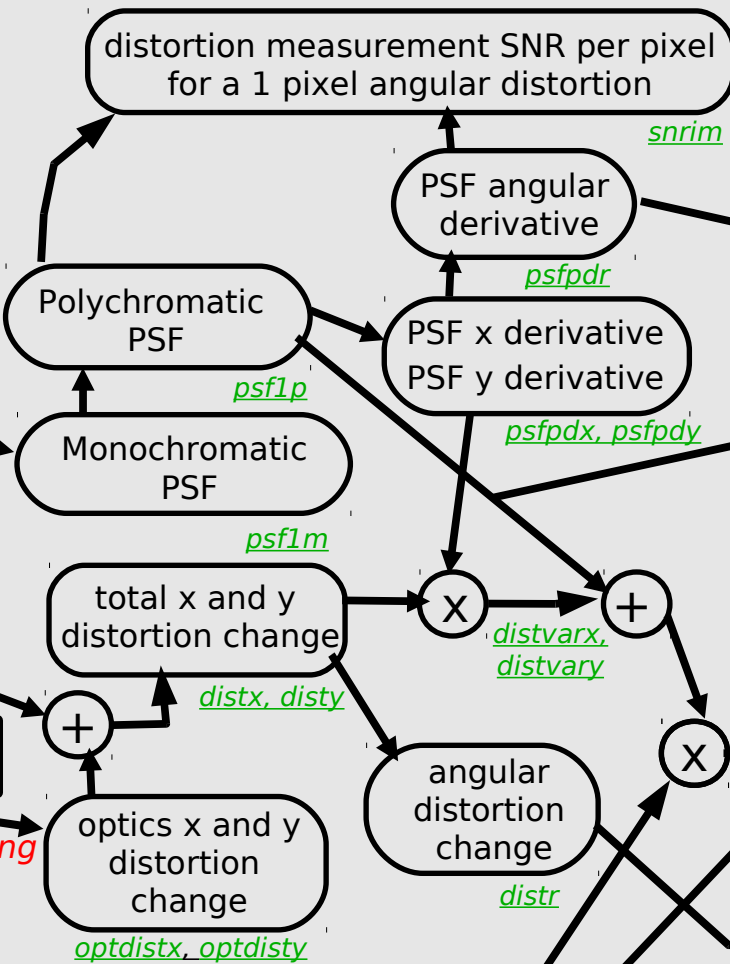 distortion measurement SNR per pixel
for a 1 pixel angular distortion
snrim
PSF angular
derivative
psfpdr
Polychromatic
PSF
psf1p
PSF x derivative
PSF y derivative
psfpdx, psfpdy
Monochromatic
PSF
psf1m
total x and y
distortion change
distx, disty
x
+
distvarx,
distvary
+
x
angular
distortion
change
distr
optics x and y
distortion
change
optdistx, optdisty
ng